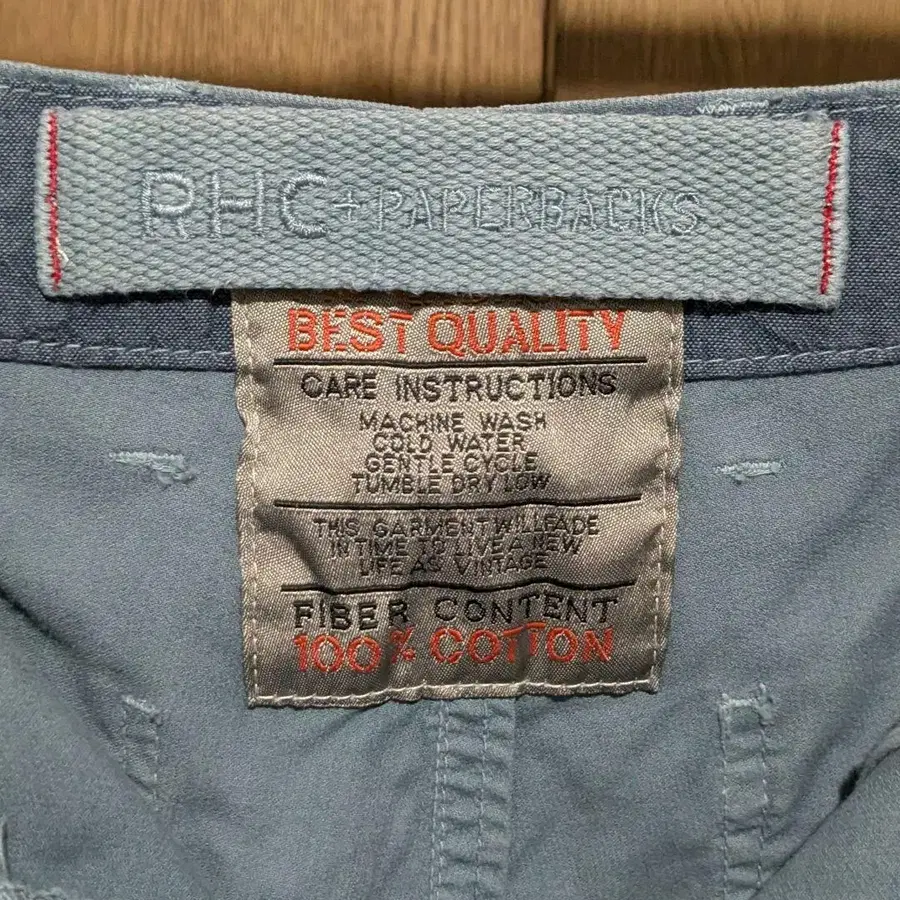 RHC + PAPERBACKS
BEST QUALITY
CARE INSTRUCTIONS
MACHINE WASH
COLD WATER
GENTLE CYCLE
TUMBLE DRY LOW
THIS GARMENT WILL FADE
IN TIME TO LIVE A NEW
LIFE AS VINTAGE
FIBER CONTENT
100% COTTON